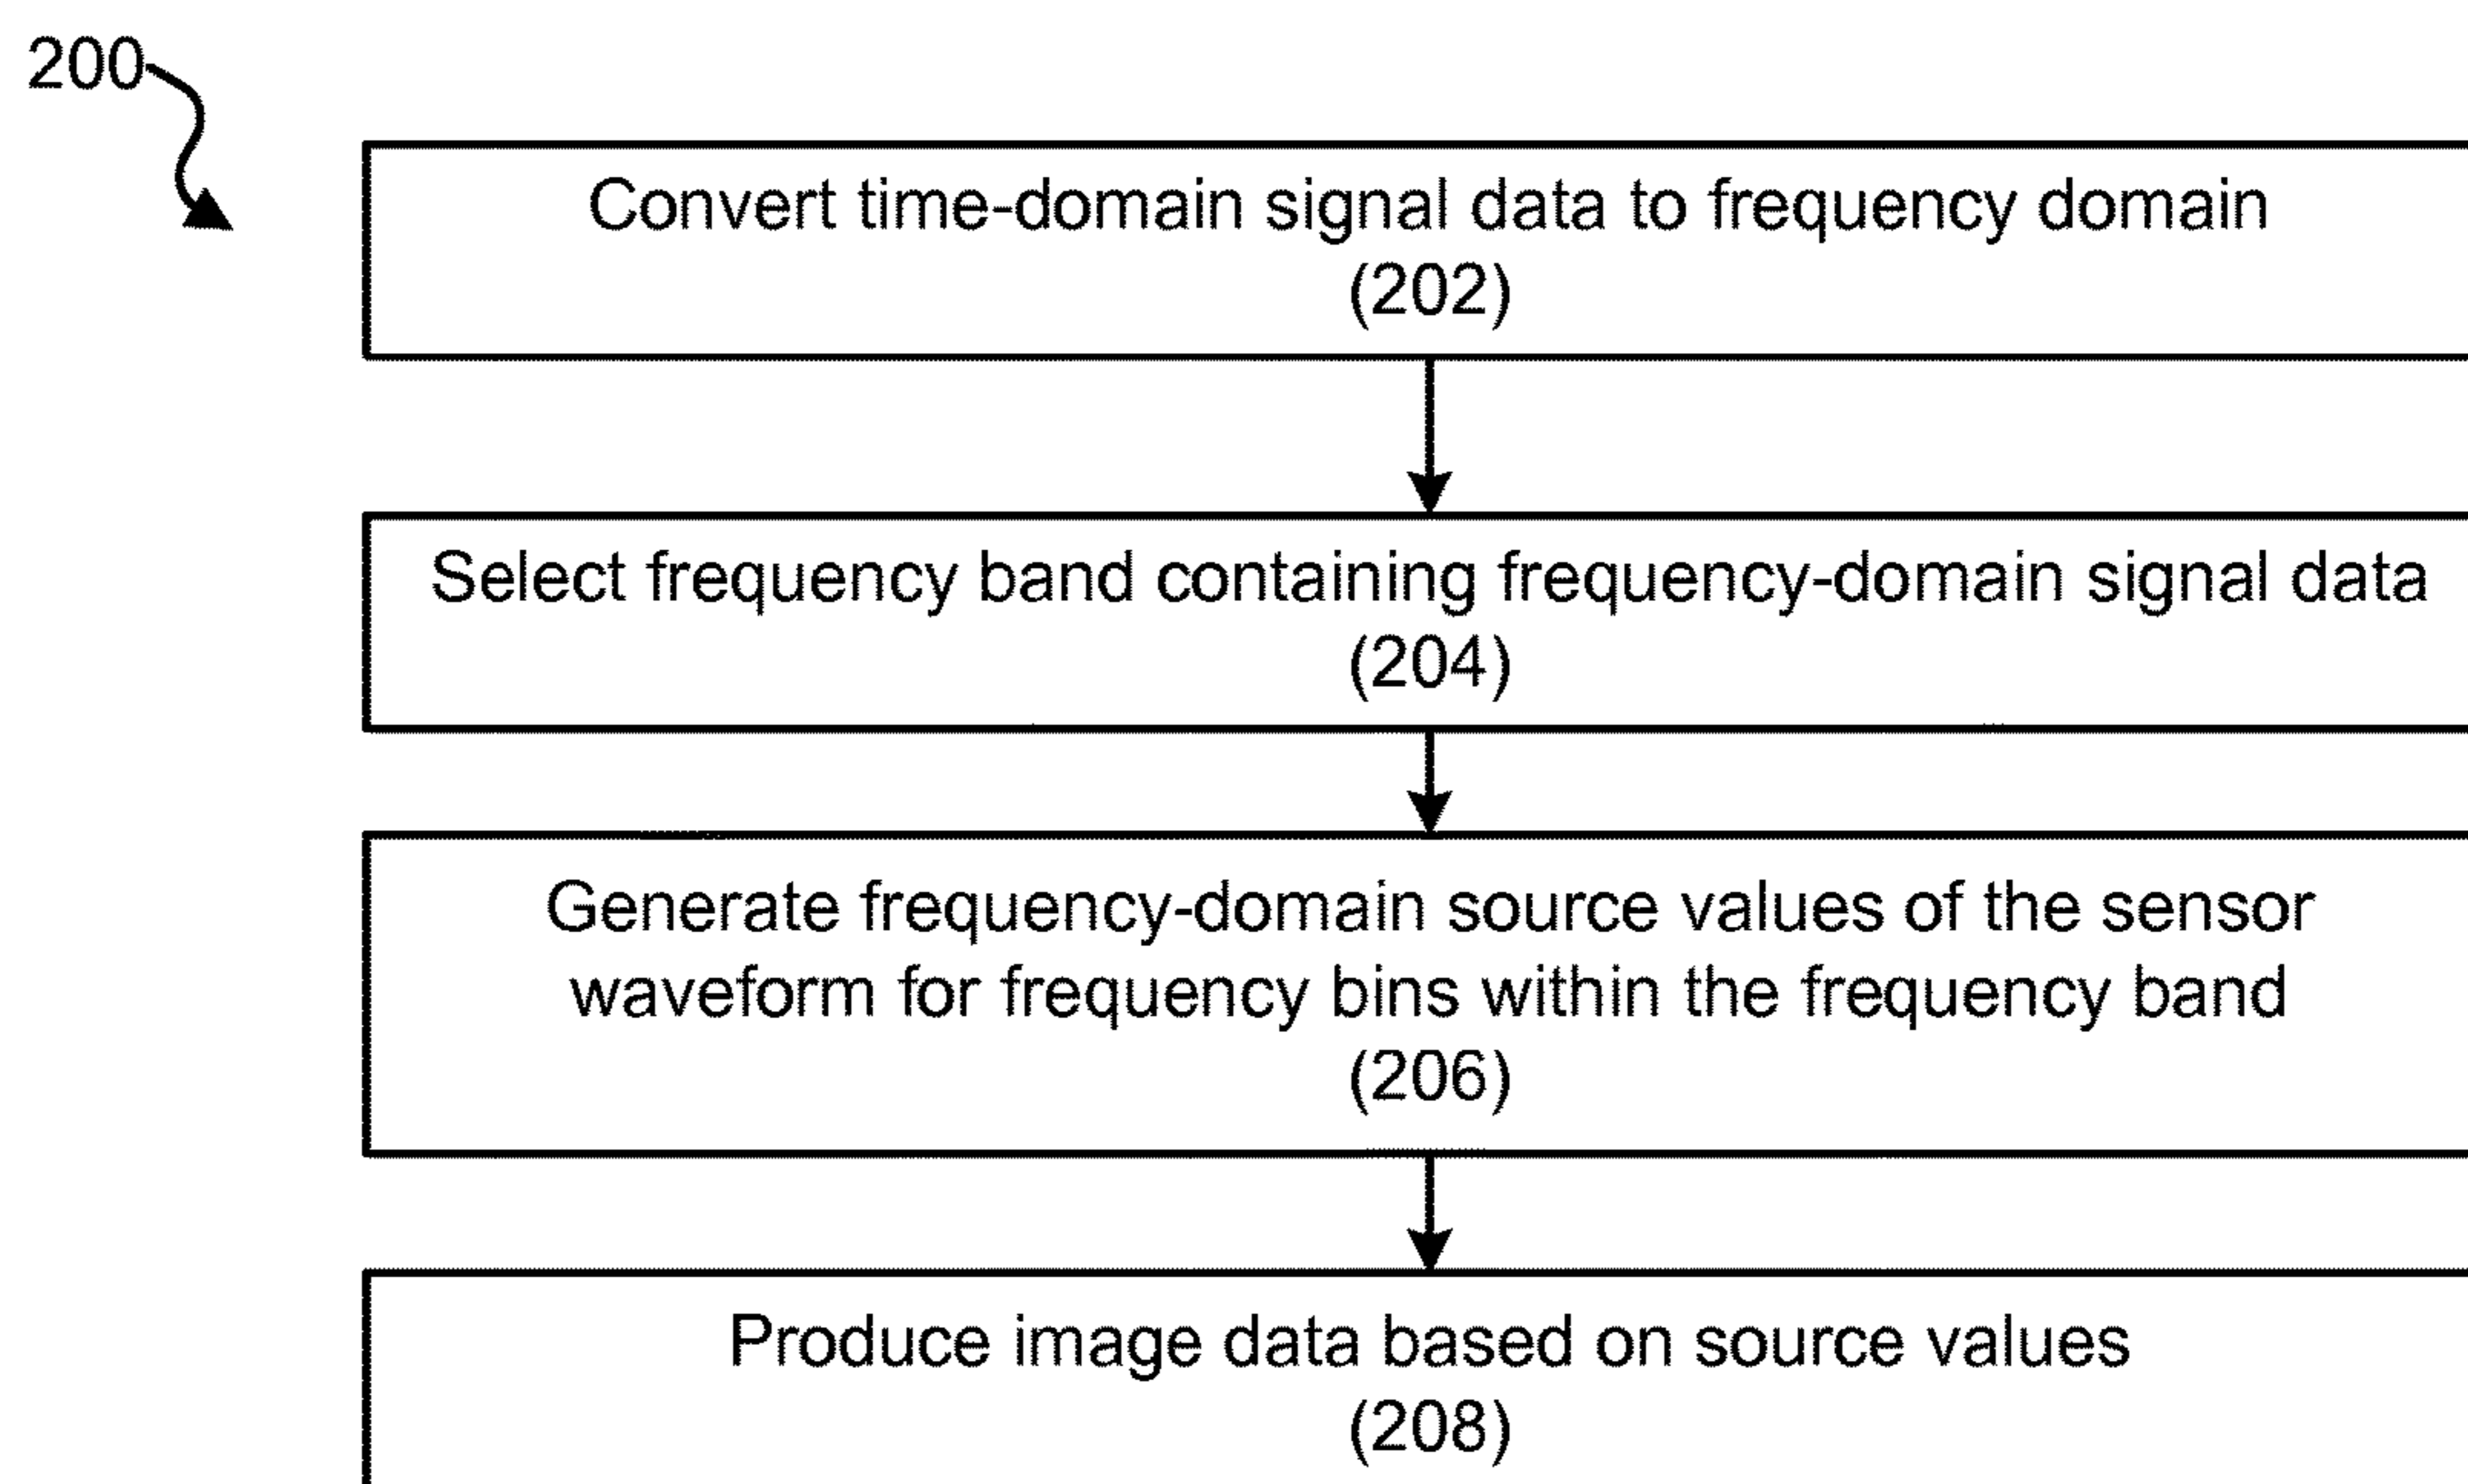 200
Convert time-domain signal data to frequency domain
(202)
Select frequency band containing frequency-domain signal data
(204)
Generate frequency-domain source values of the sensor
waveform for frequency bins within the frequency band
(206)
Produce image data based on source values
(208)